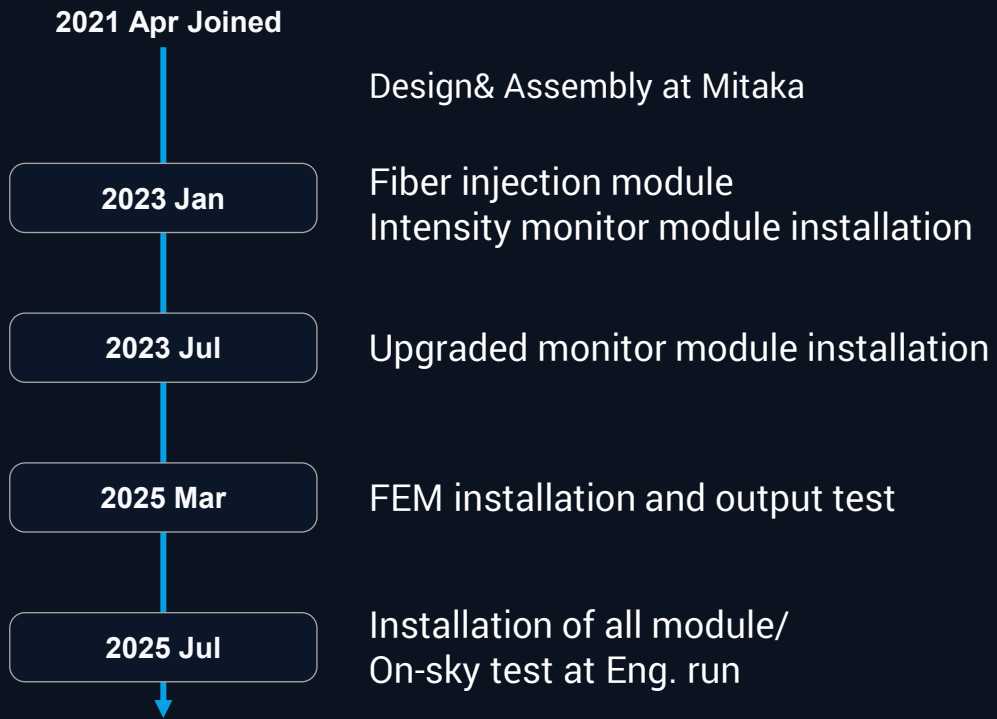 2021 Apr Joined
Design& Assembly at Mitaka
2023 Jan
Fiber injection module
Intensity monitor module installation
2023 Jul
Upgraded monitor module installation
2025 Mar
FEM installation and output test
2025 Jul
Installation of all module/
On-sky test at Eng. run